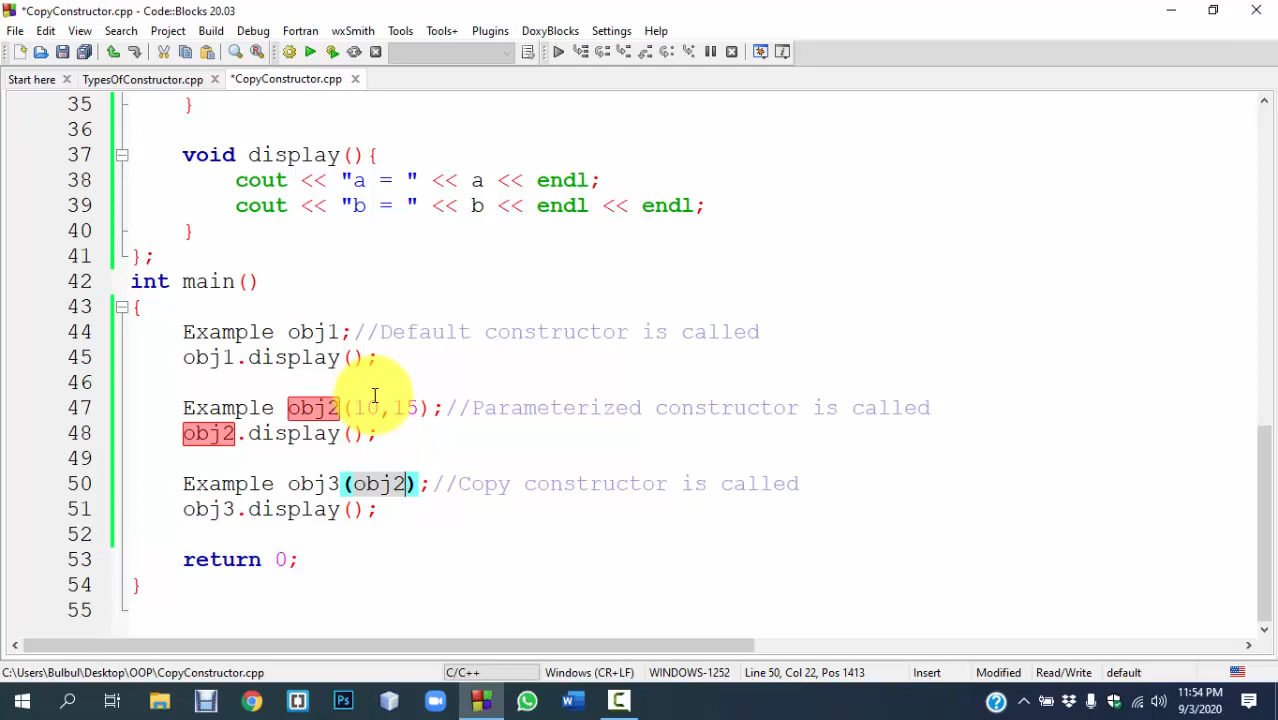 *CopyConstructor.cpp - Code::Blocks 20.03
File Edit View Search Project Build Debug Fortran wxSmith Tools Tools+ Plugins DoxyBlocks Settings Help
Start here TypesOfConstructor.cpp *CopyConstructor.cpp
35 }
36
37 void display(){
38 cout << "a = " << a << endl;
39 cout << "b = " << b << endl << endl;
40 }
41 };
42 int main()
43 {
44 Example obj1;//Default constructor is called
45 obj1.display();
46
47 Example obj2(10,15);//Parameterized constructor is called
48 obj2.display();
49
50 Example obj3(obj2);//Copy constructor is called
51 obj3.display();
52
53 return 0;
54 }
55
C:\Users\Bulbul\Desktop\OOP\CopyConstructor.cpp C/C++ Windows (CR+LF) WINDOWS-1252 Line 50, Col 22, Pos 1413 Insert Modified Read/Write default
11:54 PM
9/3/2020